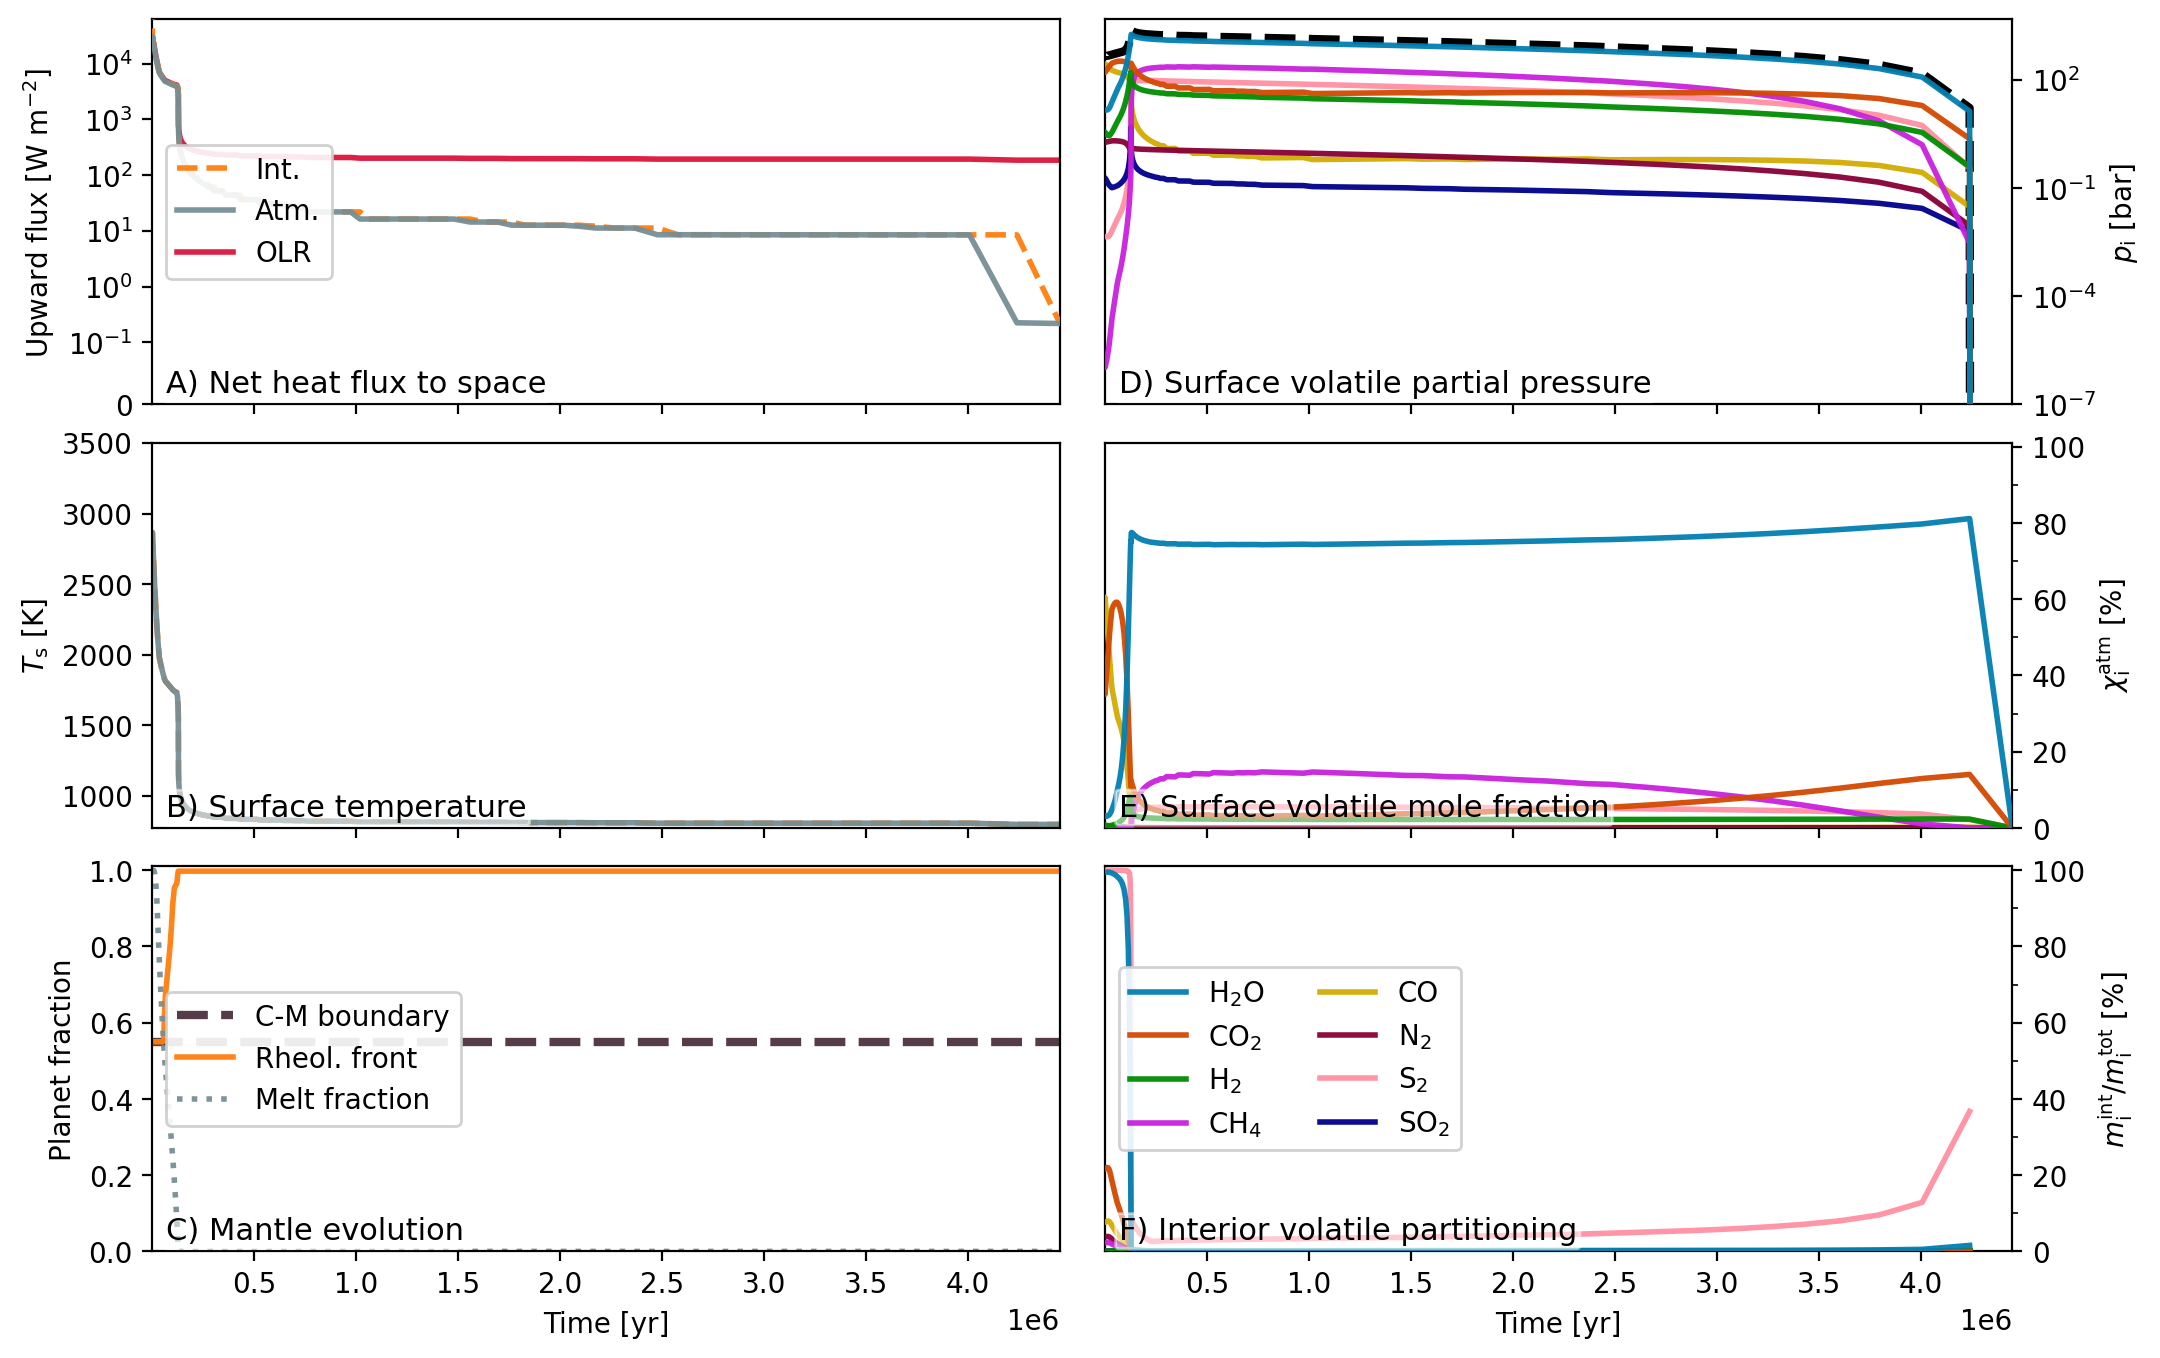 Upward flux [W m⁻²]
10⁴
10³
10²
10¹
10⁰
10⁻¹
0
Int.
Atm.
OLR
A) Net heat flux to space
D) Surface volatile partial pressure
10²
10⁻¹
10⁻⁴
10⁻⁷
pᵢ [bar]
Tₛ [K]
3500
3000
2500
2000
1500
1000
B) Surface temperature
E) Surface volatile mole fraction
100
80
60
40
20
0
χᵢᵃᵗᵐ [%]
Planet fraction
1.0
0.8
0.6
0.4
0.2
0.0
C-M boundary
Rheol. front
Melt fraction
C) Mantle evolution
0.5 1.0 1.5 2.0 2.5 3.0 3.5 4.0
1e6
Time [yr]
H₂O
CO₂
H₂
CH₄
CO
N₂
S₂
SO₂
F) Interior volatile partitioning
100
80
60
40
20
0
mᵢⁱⁿᵗ/mᵢᵗᵒᵗ [%]
0.5 1.0 1.5 2.0 2.5 3.0 3.5 4.0
1e6
Time [yr]